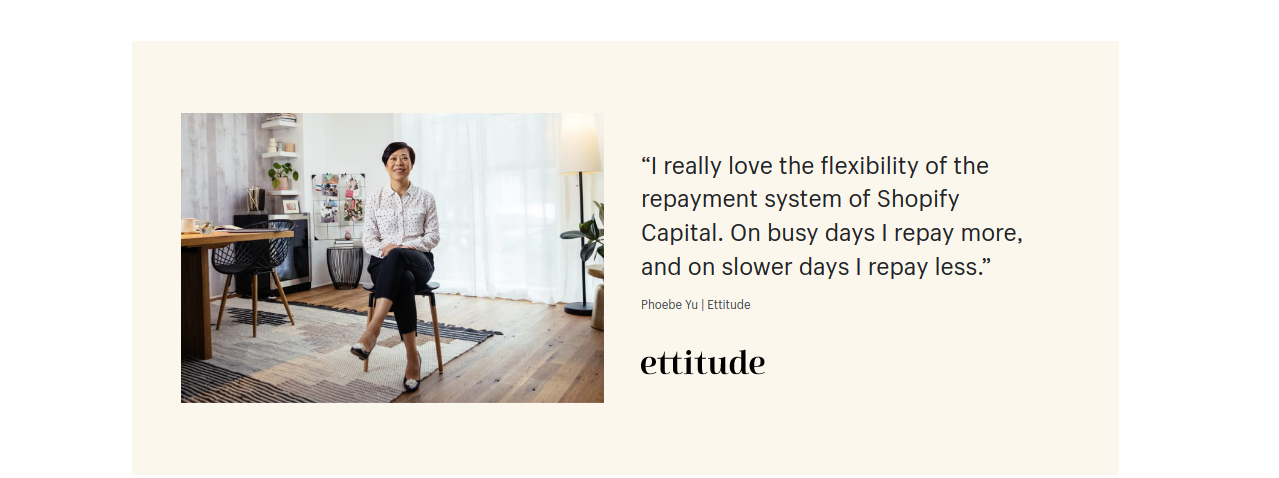 “I really love the flexibility of the
repayment system of Shopify
Capital. On busy days I repay more,
and on slower days I repay less.”
Phoebe Yu | Ettitude
ettitude